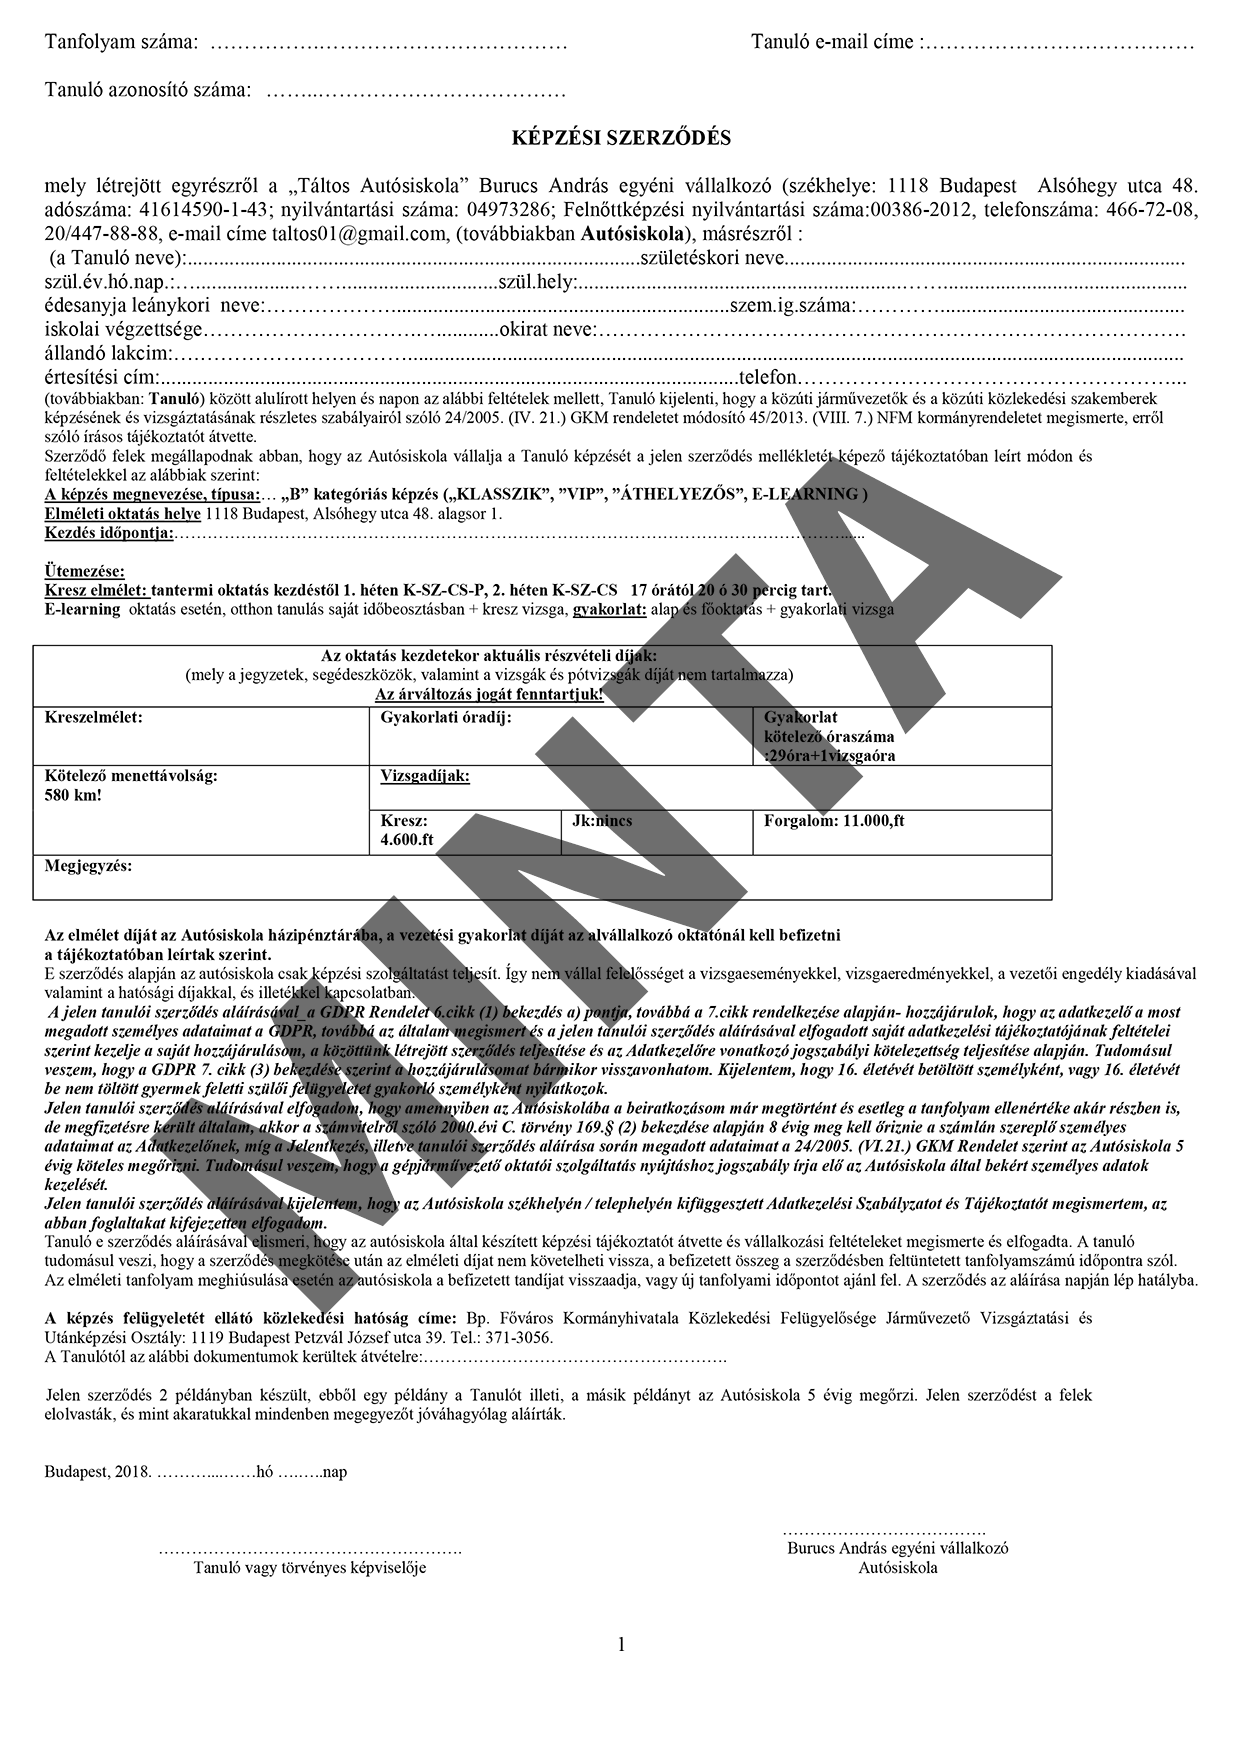 Tanfolyam száma: …………….……………………………… Tanuló e-mail címe :…………………………………
Tanuló azonosító száma: ……..………………………………
KÉPZÉSI SZERZŐDÉS
mely létrejött egyrészről a „Táltos Autósiskola” Burucs András egyéni vállalkozó (székhelye: 1118 Budapest Alsóhegy utca 48.
adószáma: 41614590-1-43; nyilvántartási száma: 04973286; Felnőttképzési nyilvántartási száma:00386-2012, telefonszáma: 466-72-08,
20/447-88-88, e-mail címe taltos01@gmail.com, (továbbiakban Autósiskola), másrészről :
(a Tanuló neve):......................................................................................születéskori neve............................................................................
szül.év.hó.nap.:…....................……..............................szül.hely:....................................................................……................................................
édesanyja leánykori neve:………………................................................................szem.ig.száma:…………..............................................
iskolai végzettsége……………………………............okirat neve:…………………………………………………………………………
állandó lakcim:…………………………….....................................................................................................................................................
értesítési cím:..............................................................................................................telefon………………………………………………...
(továbbiakban: Tanuló) között alulírott helyen és napon az alábbi feltételek mellett, Tanuló kijelenti, hogy a közúti járművezetők és a közúti közlekedési szakemberek
képzésének és vizsgáztatásának részletes szabályairól szóló 24/2005. (IV. 21.) GKM rendeletet módosító 45/2013. (VIII. 7.) NFM kormányrendeletet megismerte, erről
szóló írásos tájékoztatót átvette.
Szerződő felek megállapodnak abban, hogy az Autósiskola vállalja a Tanuló képzését a jelen szerződés mellékletét képező tájékoztatóban leírt módon és
feltételekkel az alábbiak szerint:
A képzés megnevezése, típusa:… „B” kategóriás képzés („KLASSZIK”, ”VIP”, ”ÁTHELYEZŐS”, E-LEARNING )
Elméleti oktatás helye 1118 Budapest, Alsóhegy utca 48. alagsor 1.
Kezdés időpontja:…………………………………………………………………………………………………………......
Ütemezése:
Kresz elmélet: tantermi oktatás kezdéstől 1. héten K-SZ-CS-P, 2. héten K-SZ-CS 17 órától 20 ó 30 percig tart.
E-learning oktatás esetén, otthon tanulás saját időbeosztásban + kresz vizsga, gyakorlat: alap és főoktatás + gyakorlati vizsga
Az oktatás kezdetekor aktuális részvételi díjak:
(mely a jegyzetek, segédeszközök, valamint a vizsgák és pótvizsgák díját nem tartalmazza)
Az árváltozás jogát fenntartjuk!
Kreszelmélet: Gyakorlati óradíj: Gyakorlat
kötelező óraszáma
:29óra+1vizsgaóra
Kötelező menettávolság: Vizsgadíjak:
580 km!
Kresz: Jk:nincs Forgalom: 11.000,ft
4.600.ft
Megjegyzés:
Az elmélet díját az Autósiskola házipénztárába, a vezetési gyakorlat díját az alvállalkozó oktatónál kell befizetni
a tájékoztatóban leírtak szerint.
E szerződés alapján az autósiskola csak képzési szolgáltatást teljesít. Így nem vállal felelősséget a vizsgaeseményekkel, vizsgaeredményekkel, a vezetői engedély kiadásával
valamint a hatósági díjakkal, és illetékkel kapcsolatban.
A jelen tanulói szerződés aláírásával_a GDPR Rendelet 6.cikk (1) bekezdés a) pontja, továbbá a 7.cikk rendelkezése alapján- hozzájárulok, hogy az adatkezelő a most
megadott személyes adataimat a GDPR, továbbá az általam megismert és a jelen tanulói szerződés aláírásával elfogadott saját adatkezelési tájékoztatójának feltételei
szerint kezelje a saját hozzájárulásom, a közöttünk létrejött szerződés teljesítése és az Adatkezelőre vonatkozó jogszabályi kötelezettség teljesítése alapján. Tudomásul
veszem, hogy a GDPR 7. cikk (3) bekezdése szerint a hozzájárulásomat bármikor visszavonhatom. Kijelentem, hogy 16. életévét betöltött személyként, vagy 16. életévét
be nem töltött gyermek feletti szülői felügyeletet gyakorló személyként nyilatkozok.
Jelen tanulói szerződés aláírásával elfogadom, hogy amennyiben az Autósiskolába a beiratkozásom már megtörtént és esetleg a tanfolyam ellenértéke akár részben is,
de megfizetésre került általam, akkor a számvitelről szóló 2000.évi C. törvény 169.§ (2) bekezdése alapján 8 évig meg kell őriznie a számlán szereplő személyes
adataimat az Adatkezelőnek, míg a Jelentkezés, illetve tanulói szerződés aláírása során megadott adataimat a 24/2005. (VI.21.) GKM Rendelet szerint az Autósiskola 5
évig köteles megőrizni. Tudomásul veszem, hogy a gépjárművezető oktatói szolgáltatás nyújtáshoz jogszabály írja elő az Autósiskola által bekért személyes adatok
kezelését.
Jelen tanulói szerződés aláírásával kijelentem, hogy az Autósiskola székhelyén / telephelyén kifüggesztett Adatkezelési Szabályzatot és Tájékoztatót megismertem, az
abban foglaltakat kifejezetten elfogadom.
Tanuló e szerződés aláírásával elismeri, hogy az autósiskola által készített képzési tájékoztatót átvette és vállalkozási feltételeket megismerte és elfogadta. A tanuló
tudomásul veszi, hogy a szerződés megkötése után az elméleti díjat nem követelheti vissza, a befizetett összeg a szerződésben feltüntetett tanfolyamszámú időpontra szól.
Az elméleti tanfolyam meghiúsulása esetén az autósiskola a befizetett tandíjat visszaadja, vagy új tanfolyami időpontot ajánl fel. A szerződés az aláírása napján lép hatályba.
A képzés felügyeletét ellátó közlekedési hatóság címe: Bp. Főváros Kormányhivatala Közlekedési Felügyelősége Járművezető Vizsgáztatási és
Utánképzési Osztály: 1119 Budapest Petzvál József utca 39. Tel.: 371-3056.
A Tanulótól az alábbi dokumentumok kerültek átvételre:……………………………………………….
Jelen szerződés 2 példányban készült, ebből egy példány a Tanulót illeti, a másik példányt az Autósiskola 5 évig megőrzi. Jelen szerződést a felek
elolvasták, és mint akaratukkal mindenben megegyezőt jóváhagyólag aláírták.
Budapest, 2018. ………...……hó ….…..nap
……………………………….
……………………………….…………… Burucs András egyéni vállalkozó
Tanuló vagy törvényes képviselője Autósiskola
1
MINTA